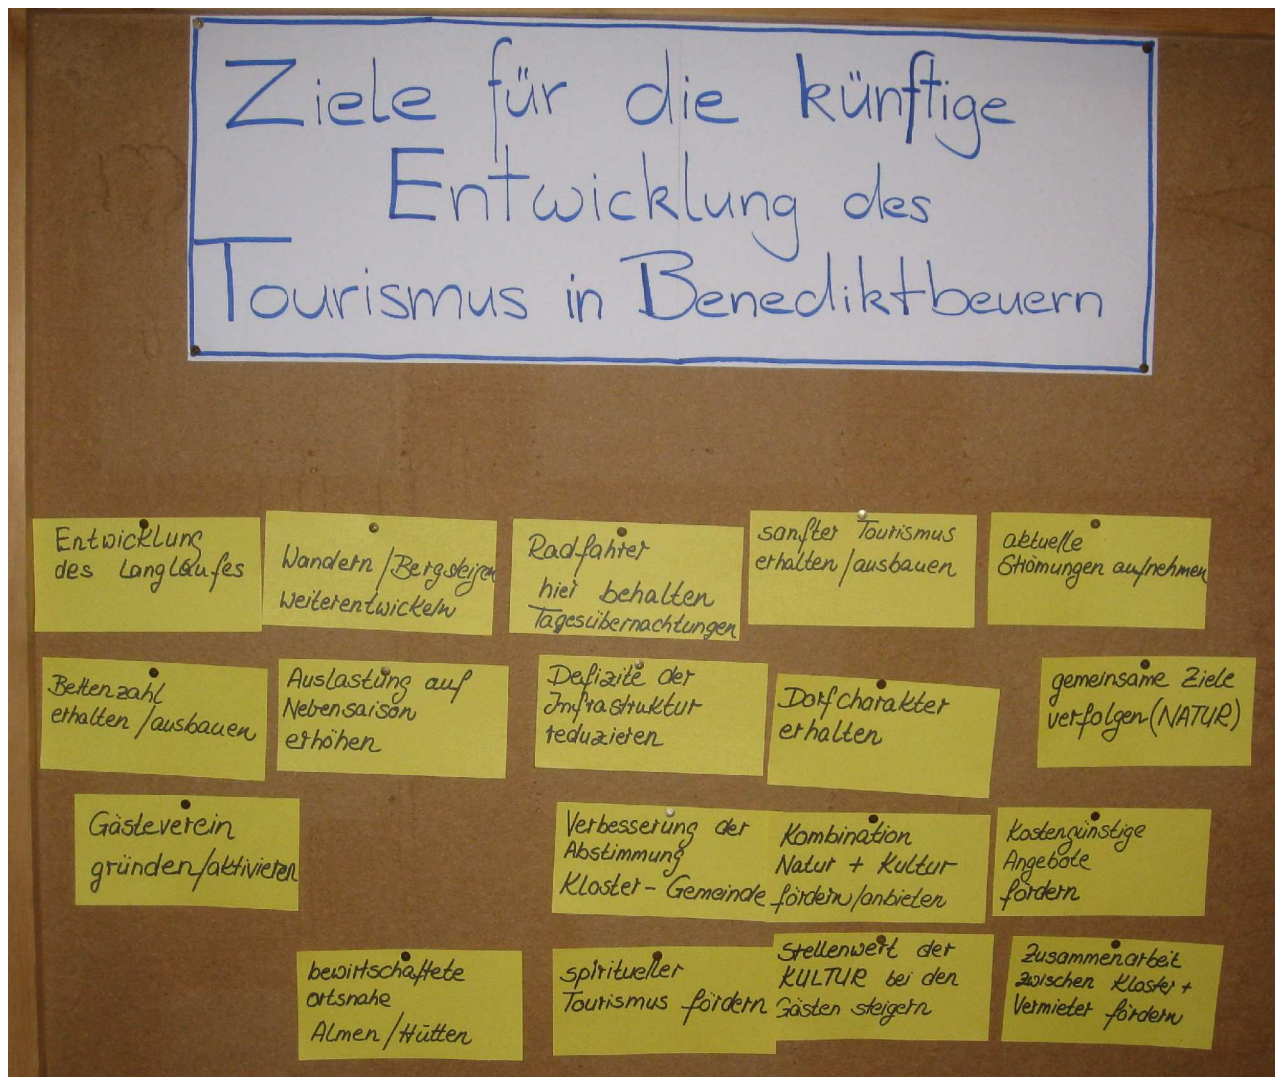 Ziele für die künftige
Entwicklung des
Tourismus in Benediktbeuern
Entwicklung
des Langlaufes
Wandern/Bergsteigen
weiterentwickeln
Radfahrer
hier behalten
Tagesübernachtungen
sanfter Tourismus
erhalten/ausbauen
aktuelle
Strömungen aufnehmen
Bettenzahl
erhalten/ausbauen
Auslastung auf
Nebensaison
erhöhen
Defizite der
Infrastruktur
reduzieren
Dorfcharakter
erhalten
gemeinsame Ziele
verfolgen (NATUR)
Gästeverein
gründen/aktivieren
Verbesserung der
Abstimmung
Kloster-Gemeinde
Kombination
Natur + Kultur
fördern/anbieten
Kostengünstige
Angebote
fördern
bewirtschaftete
ortsnahe
Almen/Hütten
spiritueller
Tourismus fördern
Stellenwert der
KULTUR bei den
Gästen steigern
Zusammenarbeit
zwischen Kloster +
Vermieter fördern